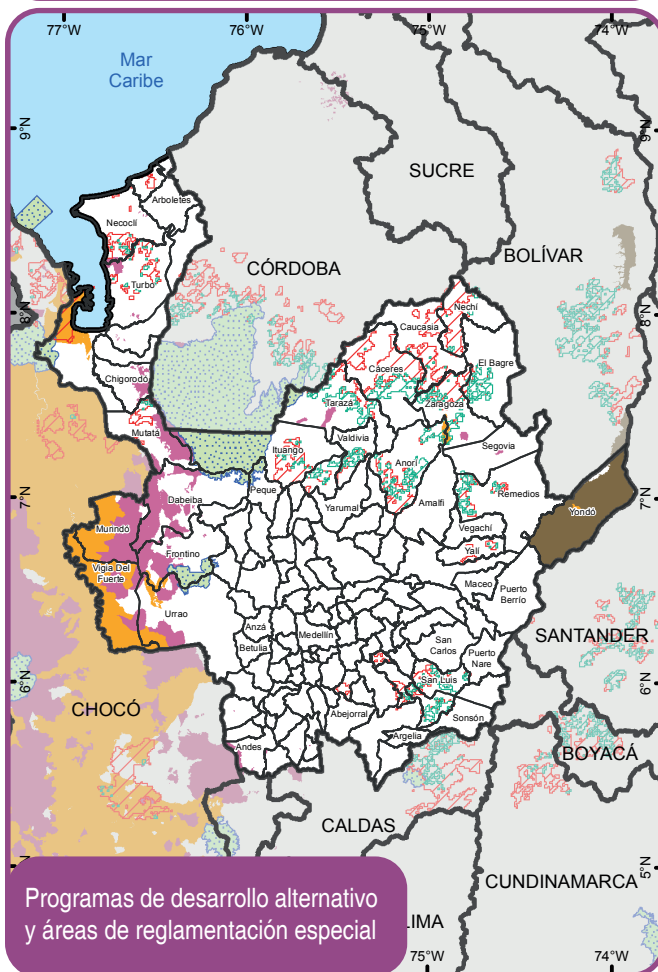 77°W
76°W
75°W
74°W
Mar
Caribe
9°N
9°N
SUCRE
Arboletes
Necoclí
BOLÍVAR
CÓRDOBA
Turbo
Nechí
8°N
8°N
Caucasia
El Bagre
Cáceres
Chigorodó
Tarazá
Zaragoza
Mutatá
Valdivia
Ituango
Segovia
Anorí
7°N
7°N
Dabeiba
Peque
Remedios
Yarumal
Amalfi
Yondó
Murindó
Vegachí
Frontino
Yalí
Vigía Del
Fuerte
Maceo
Puerto
Berrío
Urrao
Anzá
Medellín
SANTANDER
Betulia
San
Carlos
Puerto
Nare
6°N
6°N
San Luis
CHOCÓ
Abejorral
Sonsón
Argelia
Andes
BOYACÁ
CALDAS
5°N
°N
CUNDINAMARCA
Programas de desarrollo alternativo
y áreas de reglamentación especial
LIMA
75°W
74°W